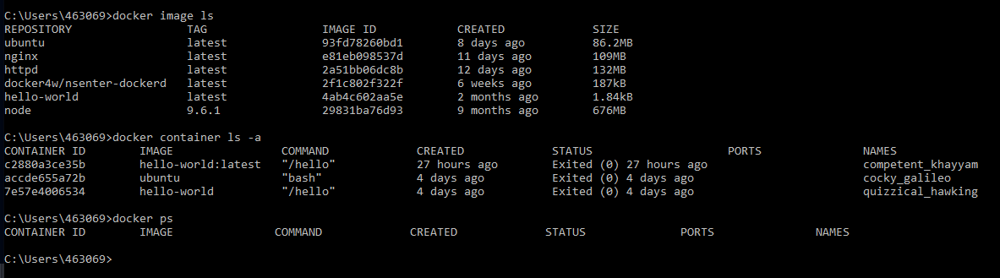 C:\Users\463069>docker image ls
REPOSITORY TAG IMAGE ID CREATED SIZE
ubuntu latest 93fd78260bd1 8 days ago 86.2MB
nginx latest e81eb098537d 11 days ago 109MB
httpd latest 2a51bb06dc8b 12 days ago 132MB
docker4w/nsenter-dockerd latest 2f1c802f322f 6 weeks ago 187kB
hello-world latest 4ab4c602aa5e 2 months ago 1.84kB
node 9.6.1 29831ba76d93 9 months ago 676MB
C:\Users\463069>docker container ls -a
CONTAINER ID IMAGE COMMAND CREATED STATUS PORTS NAMES
c2880a3ce35b hello-world:latest "/hello" 27 hours ago Exited (0) 27 hours ago competent_khayyam
accde655a72b ubuntu "bash" 4 days ago Exited (0) 4 days ago cocky_galileo
7e57e4006534 hello-world "/hello" 4 days ago Exited (0) 4 days ago quizzical_hawking
C:\Users\463069>docker ps
CONTAINER ID IMAGE COMMAND CREATED STATUS PORTS NAMES
C:\Users\463069>